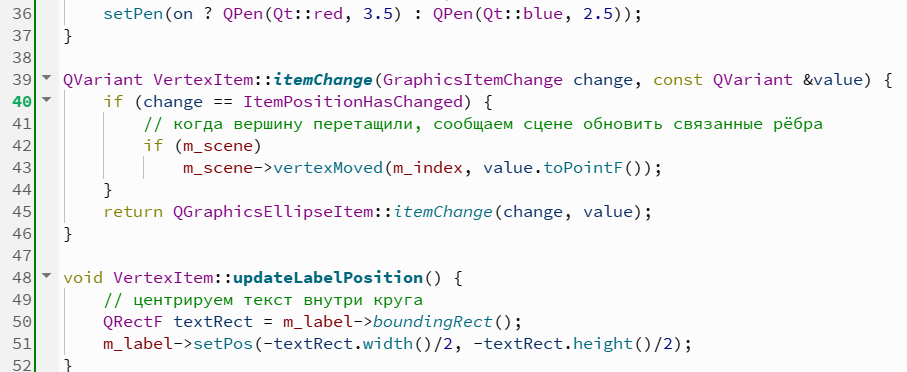 36 setPen(on ? QPen(Qt::red, 3.5) : QPen(Qt::blue, 2.5));
37 }
38
39 QVariant VertexItem::itemChange(GraphicsItemChange change, const QVariant &value) {
40 if (change == ItemPositionHasChanged) {
41 // когда вершину перетащили, сообщаем сцене обновить связанные рёбра
42 if (m_scene)
43 m_scene->vertexMoved(m_index, value.toPointF());
44 }
45 return QGraphicsEllipseItem::itemChange(change, value);
46 }
47
48 void VertexItem::updateLabelPosition() {
49 // центрируем текст внутри круга
50 QRectF textRect = m_label->boundingRect();
51 m_label->setPos(-textRect.width()/2, -textRect.height()/2);
52 }